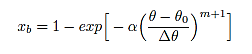 x_b = 1 - exp[ - α( (θ - θ_0) / Δθ )^{m+1} ]